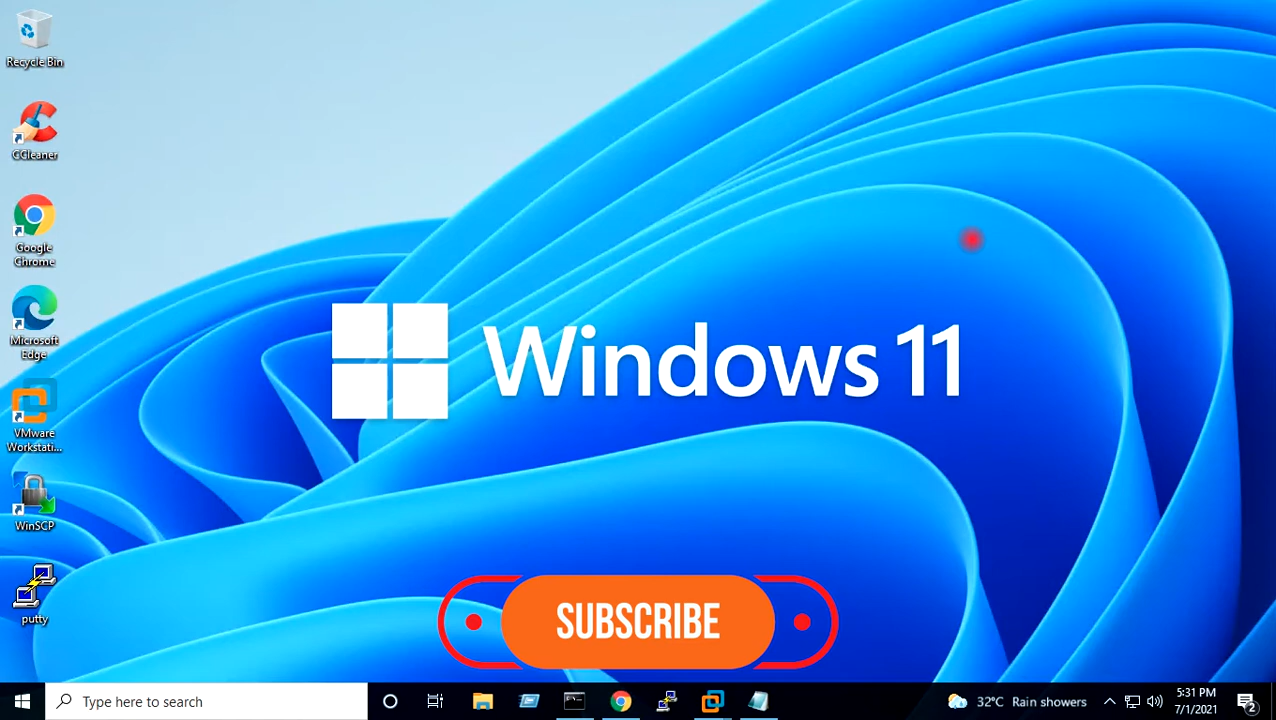 Recycle Bin
CCleaner
Google
Chrome
Microsoft
Edge
VMware
Workstati...
WinSCP
putty
Windows 11
SUBSCRIBE
Type here to search
32°C Rain showers
5:31 PM
7/1/2021
2